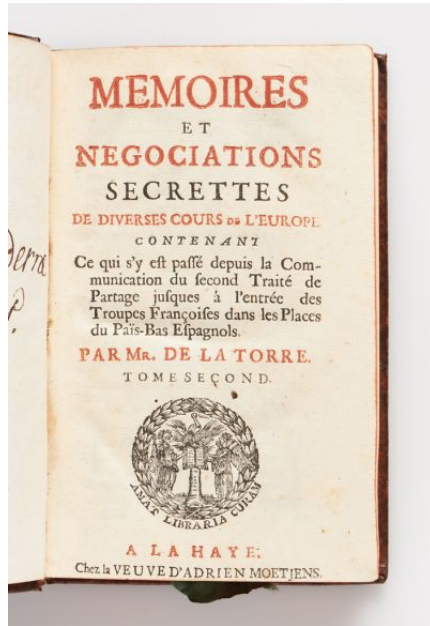 MEMOIRES
ET
NEGOCIATIONS
SECRETTES
DE DIVERSES COURS DE L'EUROPE
CONTENANT
Ce qui s'y est paſſé depuis la Com-
munication du ſecond Traité de
Partage juſques à l'entrée des
Troupes Françoiſes dans les Places
du Païs-Bas Eſpagnols.
PAR MR. DE LA TORRE.
TOME SECOND.
AMAT LIBRARIA CURAM
A LA HAYE.
Chez la VEUVE D'ADRIEN MOETJENS.